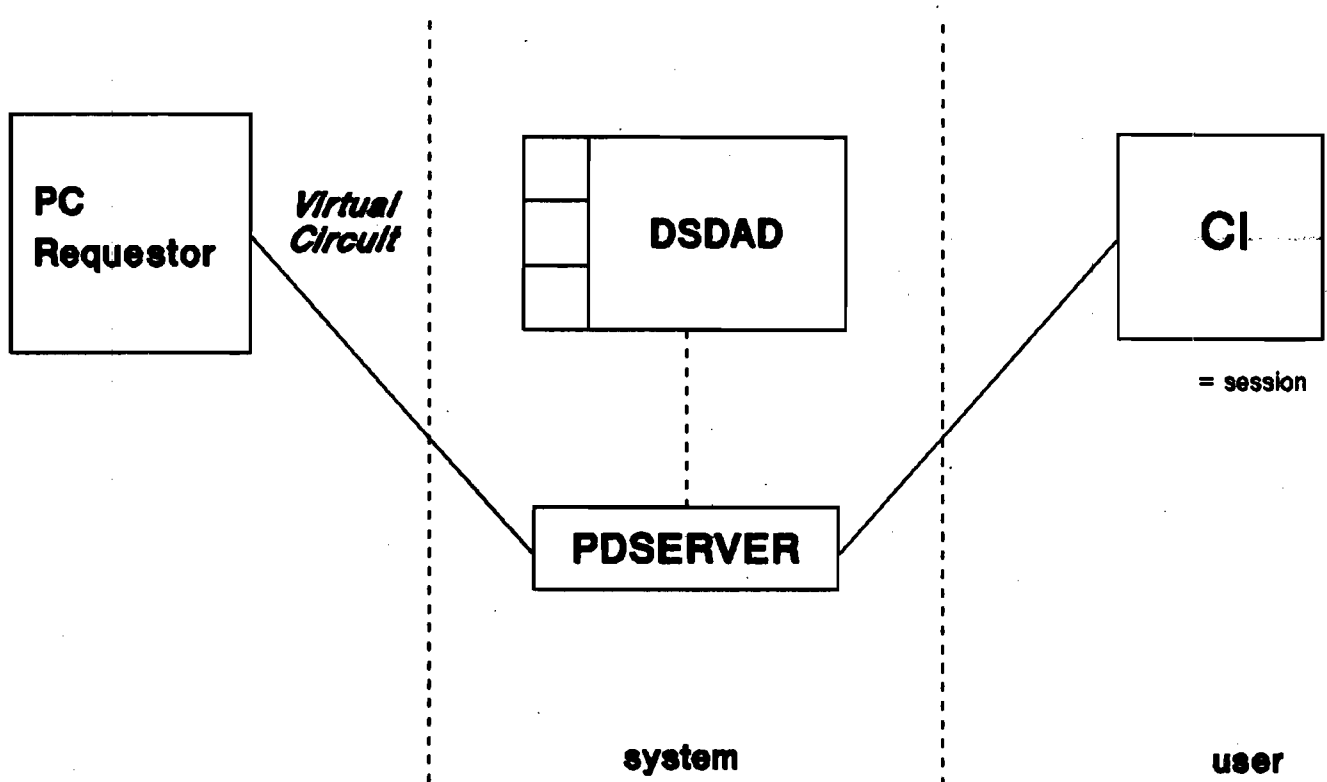 PC
Requestor
Virtual
Circuit
DSDAD
CI
= session
PDSERVER
system
user